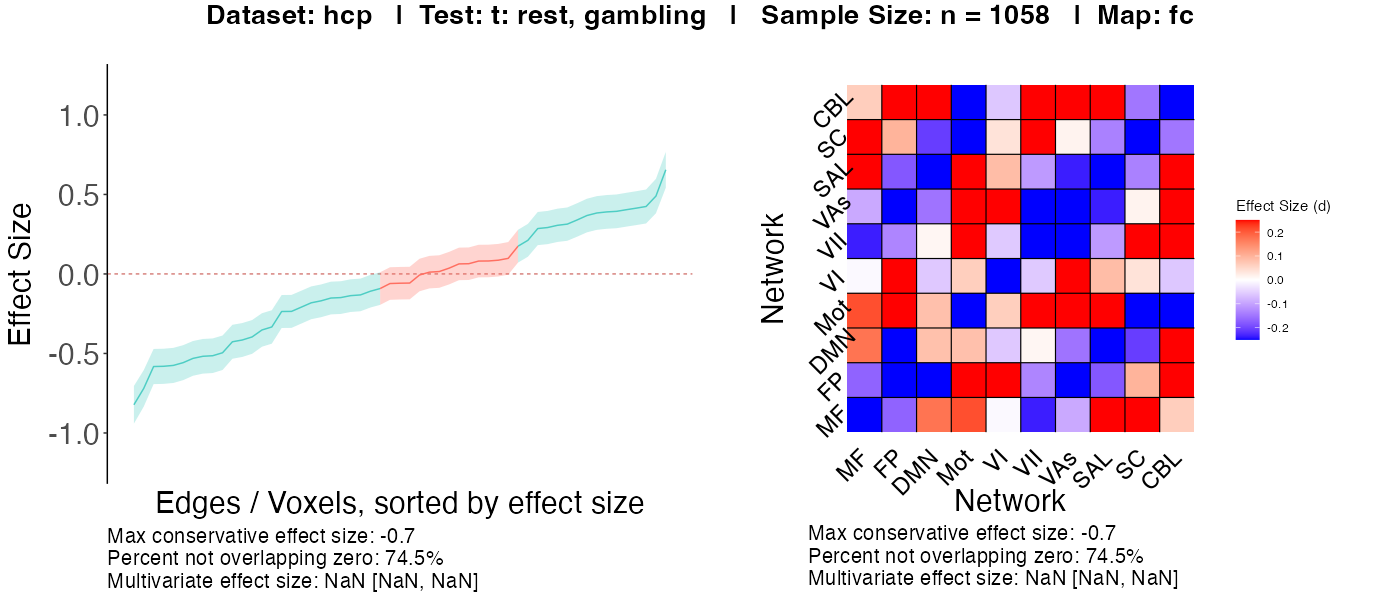 Dataset: hcp | Test: t: rest, gambling | Sample Size: n = 1058 | Map: fc
Effect Size
1.0
0.5
0.0
-0.5
-1.0
Edges / Voxels, sorted by effect size
Max conservative effect size: -0.7
Percent not overlapping zero: 74.5%
Multivariate effect size: NaN [NaN, NaN]
Network
CBL
SC
SAL
VAs
VII
VI
Mot
DMN
FP
MF
MF FP DMN Mot VI VII VAs SAL SC CBL
Network
Max conservative effect size: -0.7
Percent not overlapping zero: 74.5%
Multivariate effect size: NaN [NaN, NaN]
Effect Size (d)
0.2
0.1
0.0
-0.1
-0.2